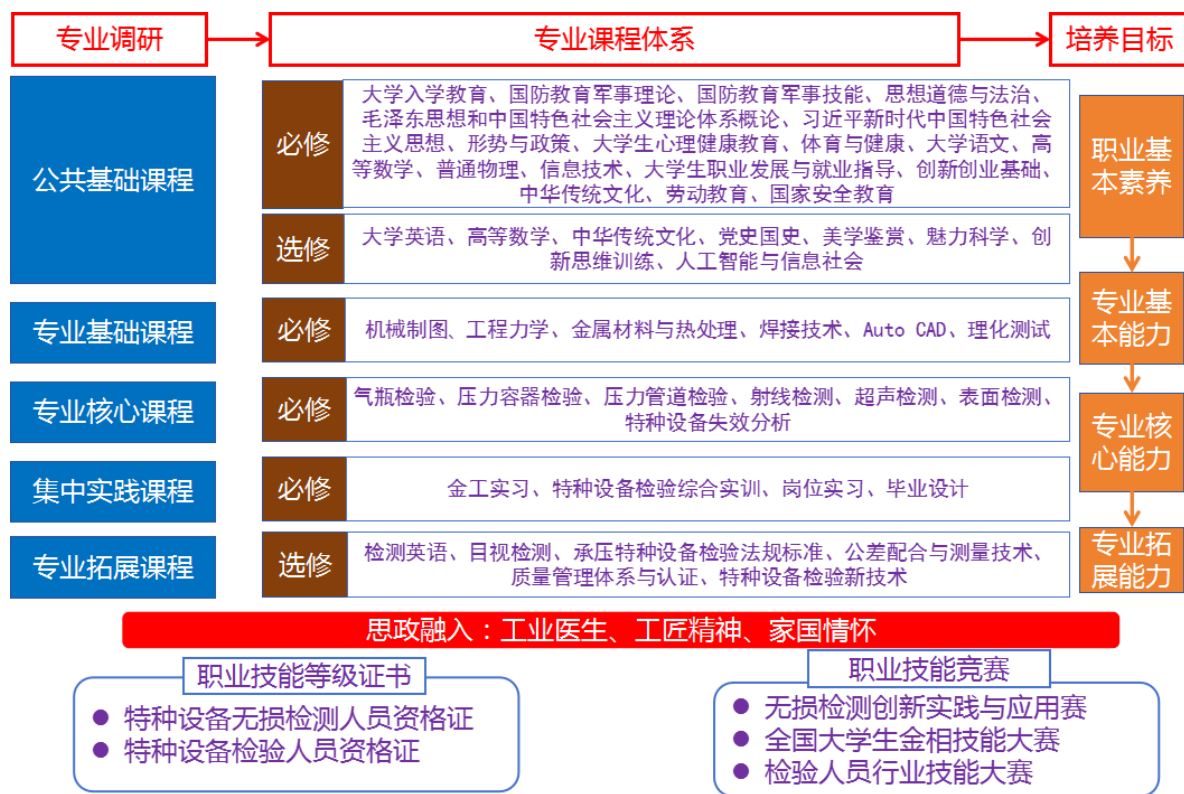 专业调研
专业课程体系
培养目标
公共基础课程
必修
大学入学教育、国防教育军事理论、国防教育军事技能、思想道德与法治、
毛泽东思想和中国特色社会主义理论体系概论、习近平新时代中国特色社会
主义思想、形势与政策、大学生心理健康教育、体育与健康、大学语文、高
等数学、普通物理、信息技术、大学生职业发展与就业指导、创新创业基础、
中华传统文化、劳动教育、国家安全教育
选修
大学英语、高等数学、中华传统文化、党史国史、美学鉴赏、魅力科学、创
新思维训练、人工智能与信息社会
职业基
本素养
专业基础课程
必修
机械制图、工程力学、金属材料与热处理、焊接技术、Auto CAD、理化测试
专业基
本能力
专业核心课程
必修
气瓶检验、压力容器检验、压力管道检验、射线检测、超声检测、表面检测、
特种设备失效分析
专业核
心能力
集中实践课程
必修
金工实习、特种设备检验综合实训、岗位实习、毕业设计
专业拓展课程
选修
检测英语、目视检测、承压特种设备检验法规标准、公差配合与测量技术、
质量管理体系与认证、特种设备检验新技术
专业拓
展能力
思政融入：工业医生、工匠精神、家国情怀
职业技能等级证书
特种设备无损检测人员资格证
特种设备检验人员资格证
职业技能竞赛
无损检测创新实践与应用赛
全国大学生金相技能大赛
检验人员行业技能大赛